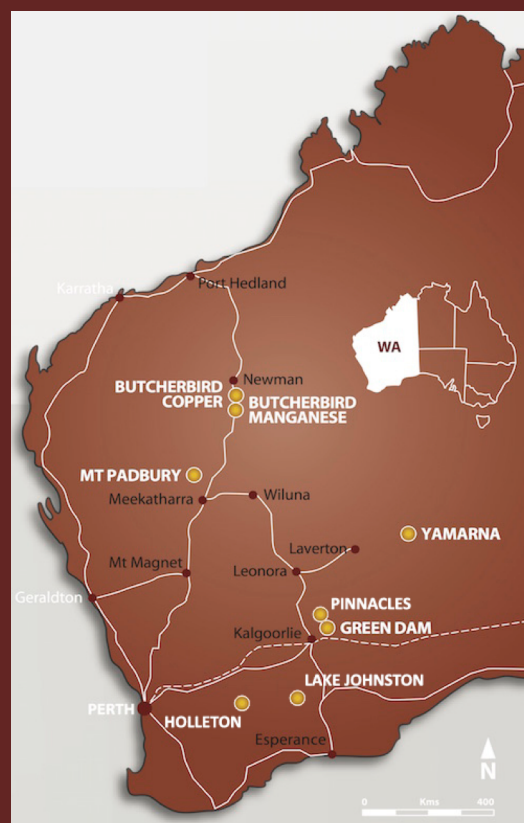 Karratha
Port Hedland
WA
Newman
BUTCHERBIRD
COPPER
BUTCHERBIRD
MANGANESE
MT PADBURY
Meekatharra
Wiluna
YAMARNA
Laverton
Mt Magnet
Leonora
Geraldton
PINNACLES
GREEN DAM
Kalgoorlie
LAKE JOHNSTON
PERTH
HOLLETON
Esperance
N
0 Kms 400